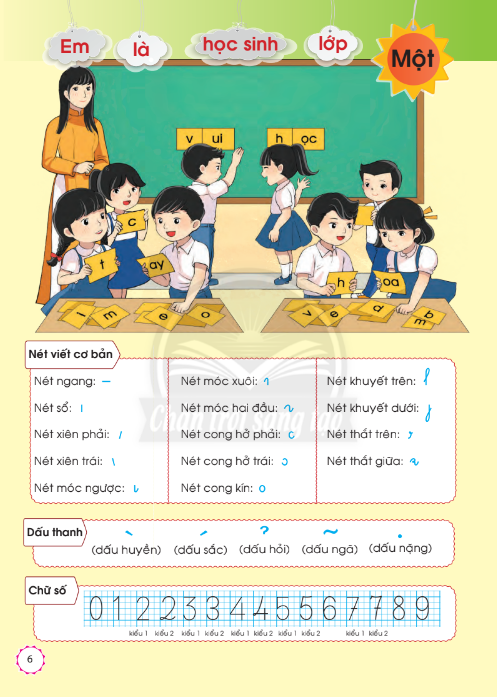 Em là học sinh lớp Một
v ui h ọc
c
t ay h oa
i m e o v e a b m
Chân trời sáng tạo
Nét viết cơ bản
Nét ngang:
Nét móc xuôi:
Nét khuyết trên:
Nét sổ:
Nét móc hai đầu:
Nét khuyết dưới:
Nét xiên phải:
Nét cong hở phải:
Nét thắt trên:
Nét xiên trái:
Nét cong hở trái:
Nét thắt giữa:
Nét móc ngược:
Nét cong kín:
Dấu thanh
(dấu huyền) (dấu sắc) (dấu hỏi) (dấu ngã) (dấu nặng)
Chữ số
0 1 2 2 3 3 4 4 5 5 6 7 7 8 9
kiểu 1 kiểu 2 kiểu 1 kiểu 2 kiểu 1 kiểu 2 kiểu 1 kiểu 2 kiểu 1 kiểu 2
6